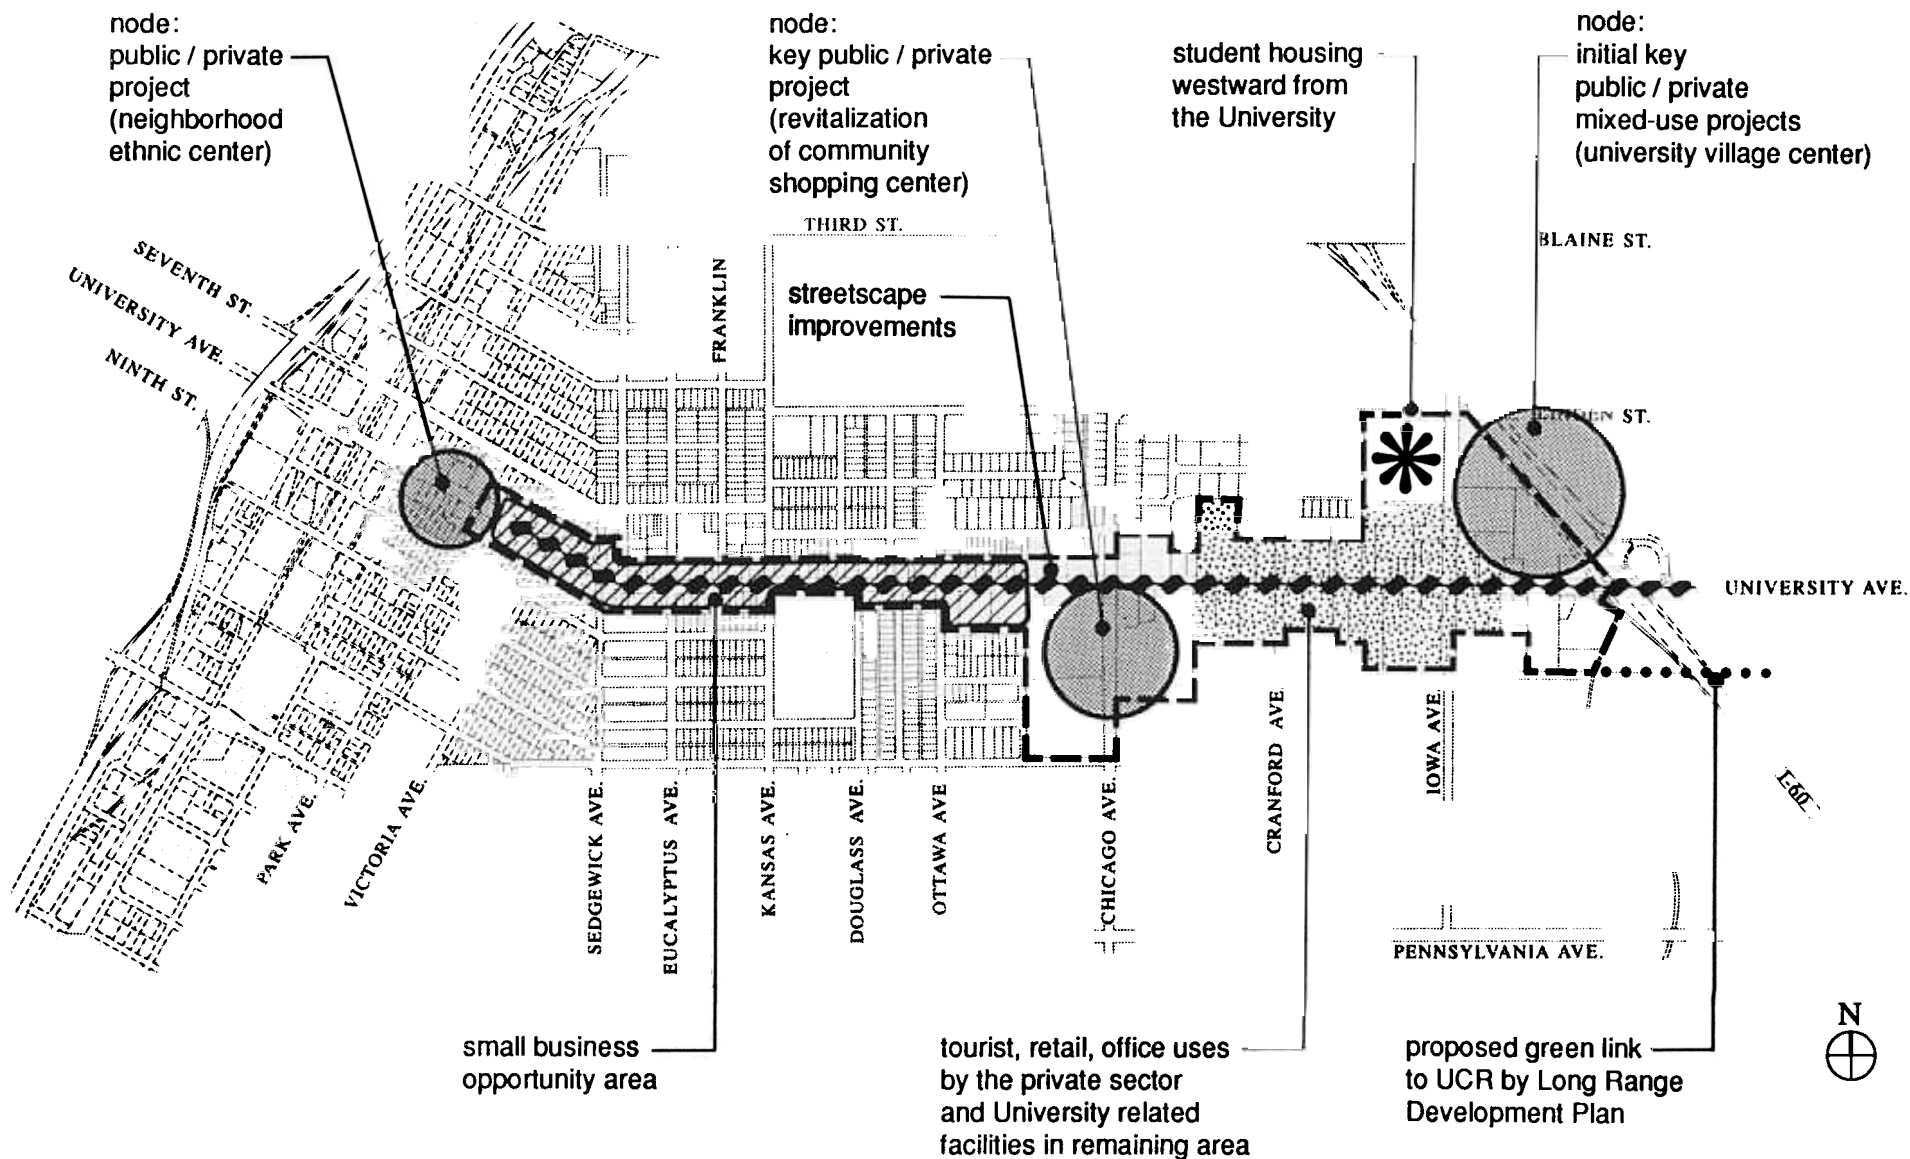 node:
public / private
project
(neighborhood
ethnic center)
node:
key public / private
project
(revitalization
of community
shopping center)
student housing
westward from
the University
node:
initial key
public / private
mixed-use projects
(university village center)
THIRD ST.
BLAINE ST.
SEVENTH ST.
UNIVERSITY AVE.
NINTH ST.
FRANKLIN
streetscape
improvements
ST.
UNIVERSITY AVE.
PARK AVE.
VICTORIA AVE.
SEDGEWICK AVE.
EUCALYPTUS AVE.
KANSAS AVE.
DOUGLASS AVE.
OTTAWA AVE
CHICAGO AVE.
CRANFORD AVE.
IOWA AVE.
I-60
PENNSYLVANIA AVE.
N
small business
opportunity area
tourist, retail, office uses
by the private sector
and University related
facilities in remaining area
proposed green link
to UCR by Long Range
Development Plan